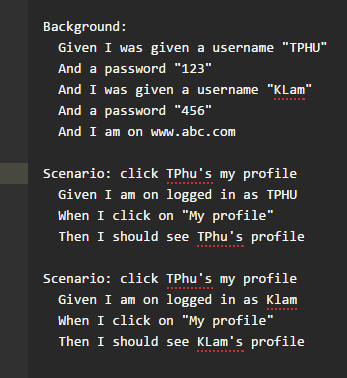 Background:
Given I was given a username "TPHU"
And a password "123"
And I was given a username "KLam"
And a password "456"
And I am on www.abc.com
Scenario: click TPhu's my profile
Given I am on logged in as TPHU
When I click on "My profile"
Then I should see TPhu's profile
Scenario: click TPhu's my profile
Given I am on logged in as Klam
When I click on "My profile"
Then I should see KLam's profile